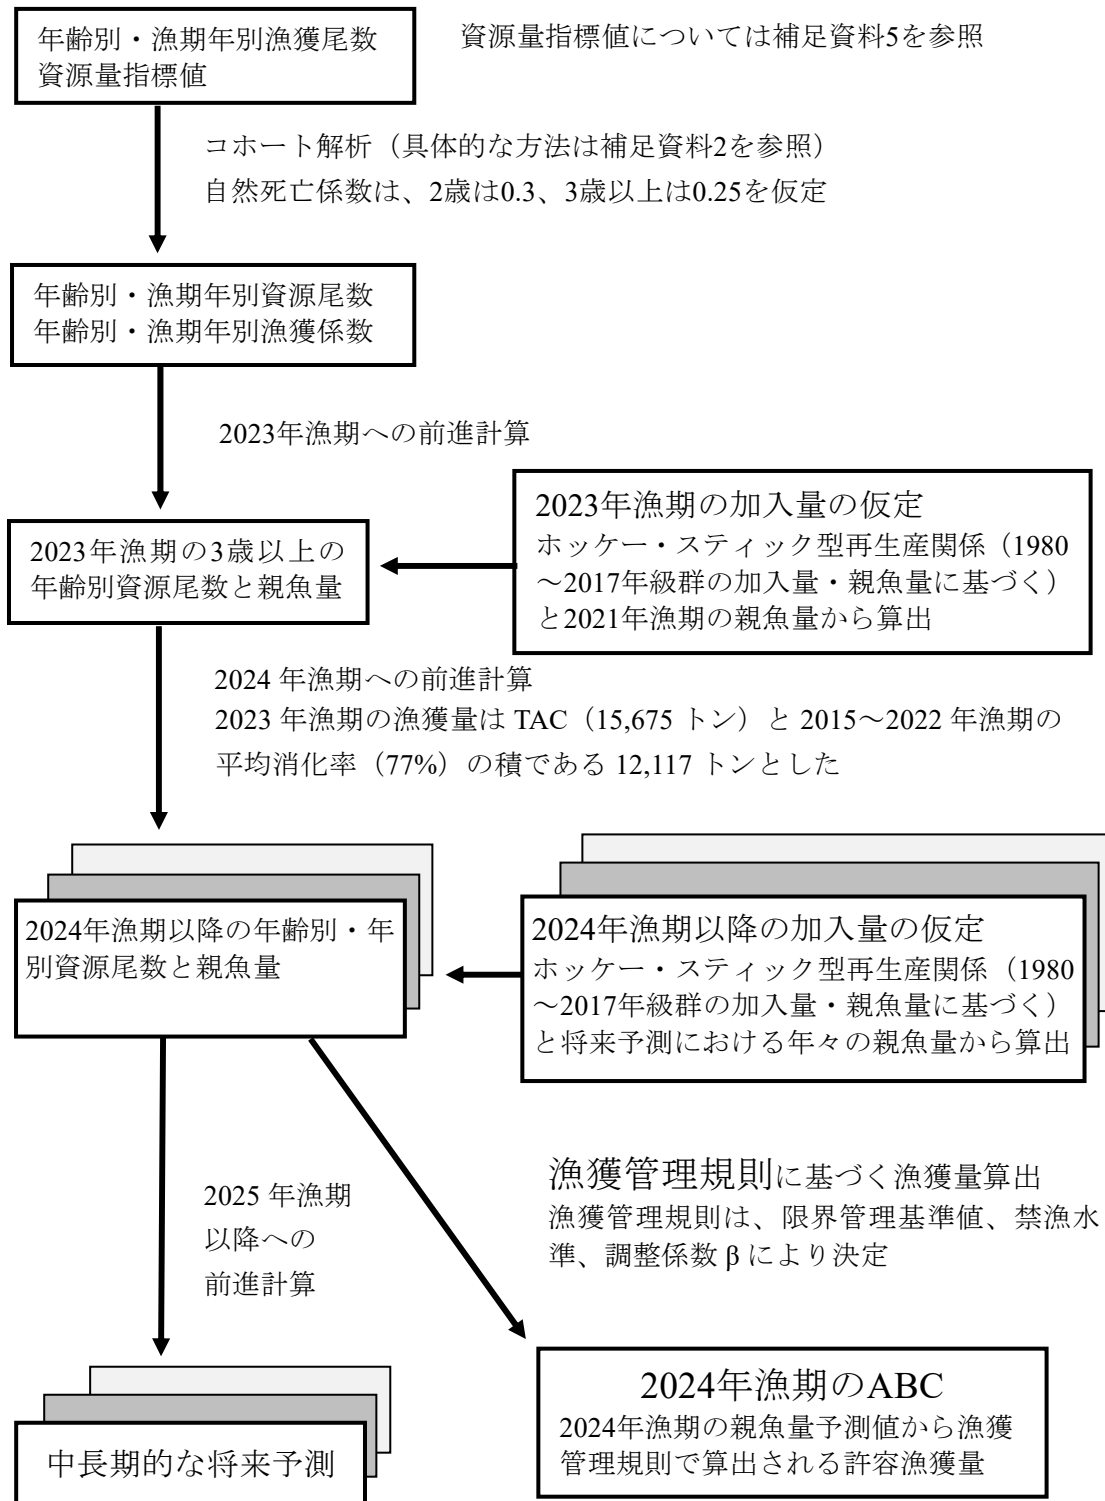 年齢別・漁期年別漁獲尾数
資源量指標値
資源量指標値については補足資料5を参照
コホート解析（具体的な方法は補足資料2を参照）
自然死亡係数は、2歳は0.3、3歳以上は0.25を仮定
年齢別・漁期年別資源尾数
年齢別・漁期年別漁獲係数
2023年漁期への前進計算
2023年漁期の加入量の仮定
ホッケー・スティック型再生産関係（1980
～2017年級群の加入量・親魚量に基づく）
と2021年漁期の親魚量から算出
2023年漁期の3歳以上の
年齢別資源尾数と親魚量
2024 年漁期への前進計算
2023 年漁期の漁獲量は TAC（15,675 トン）と 2015～2022 年漁期の
平均消化率（77%）の積である 12,117 トンとした
2024年漁期以降の年齢別・年
別資源尾数と親魚量
2024年漁期以降の加入量の仮定
ホッケー・スティック型再生産関係（1980
～2017年級群の加入量・親魚量に基づく）
と将来予測における年々の親魚量から算出
2025 年漁期
以降への
前進計算
漁獲管理規則に基づく漁獲量算出
漁獲管理規則は、限界管理基準値、禁漁水
準、調整係数 β により決定
中長期的な将来予測
2024年漁期のABC
2024年漁期の親魚量予測値から漁獲
管理規則で算出される許容漁獲量